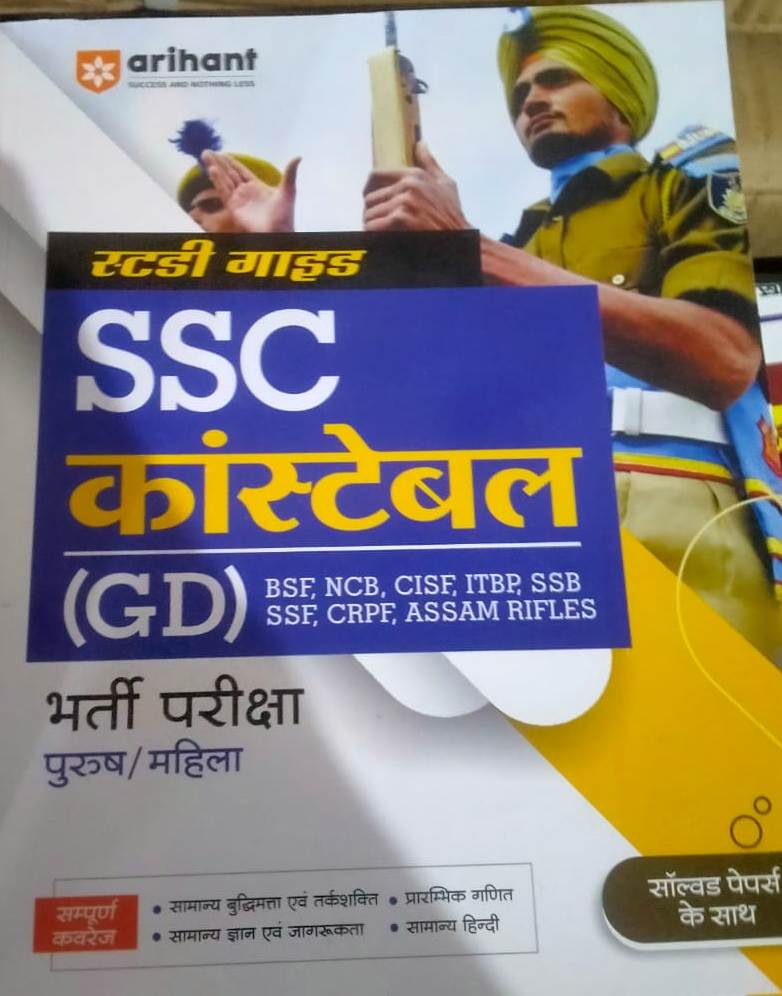 arihant
SUCCESS AND NOTHING LESS
स्टडी गाइड
SSC
कांस्टेबल
(GD)
BSF, NCB, CISF, ITBP, SSB
SSF, CRPF, ASSAM RIFLES
भर्ती परीक्षा
पुरुष/महिला
सम्पूर्ण
कवरेज
• सामान्य बुद्धिमत्ता एवं तर्कशक्ति • प्रारम्भिक गणित
• सामान्य ज्ञान एवं जागरूकता • सामान्य हिन्दी
सॉल्वड पेपर्स
के साथ